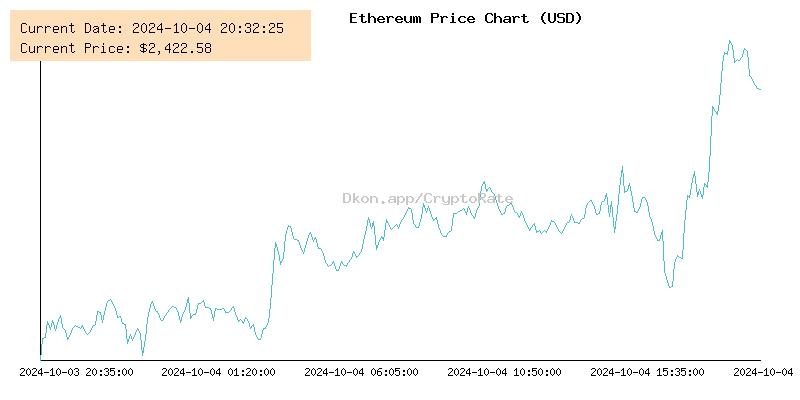 Ethereum Price Chart (USD)
Current Date: 2024-10-04 20:32:25
Current Price: $2,422.58
Dkon.app/CryptoRate
2024-10-03 20:35:00 2024-10-04 01:20:00 2024-10-04 06:05:00 2024-10-04 10:50:00 2024-10-04 15:35:00 2024-10-04